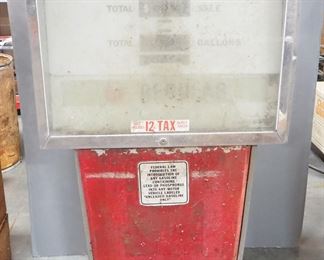 TOTAL SALE
TOTAL GALLONS
12 TAX
FEDERAL LAW
PROHIBITS THE
INTRODUCTION OF
ANY GASOLINE
CONTAINING
LEAD OR PHOSPHORUS
INTO ANY MOTOR
VEHICLE LABELED
"UNLEADED GASOLINE
ONLY"